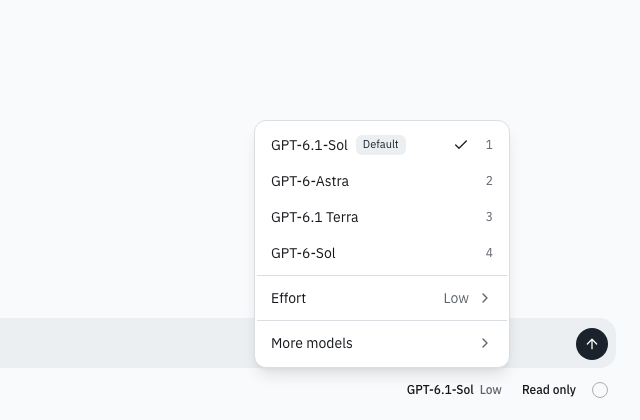 GPT-6.1-Sol Default 1
GPT-6-Astra 2
GPT-6.1 Terra 3
GPT-6-Sol 4
Effort Low
More models
GPT-6.1-Sol Low Read only